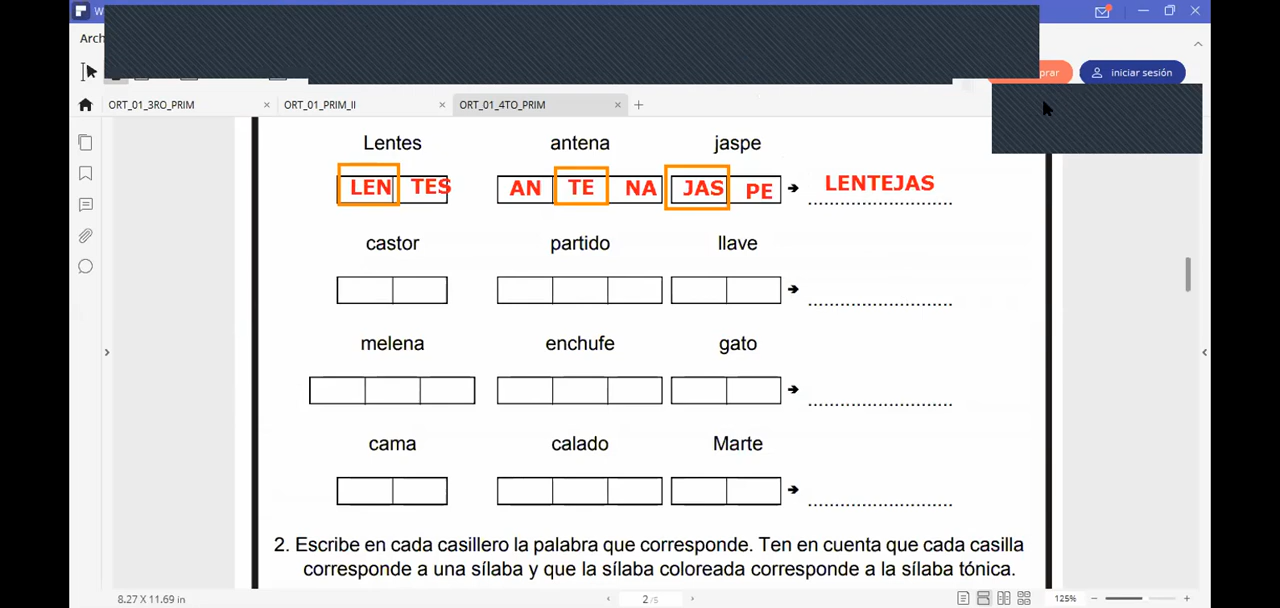 W
Arch
prar
iniciar sesión
ORT_01_3RO_PRIM
ORT_01_PRIM_II
ORT_01_4TO_PRIM
Lentes antena jaspe
LEN TES AN TE NA JAS PE ➔ LENTEJAS
castor partido llave
➔ ........................................
melena enchufe gato
➔ ........................................
cama calado Marte
➔ ........................................
2. Escribe en cada casillero la palabra que corresponde. Ten en cuenta que cada casilla
corresponde a una sílaba y que la sílaba coloreada corresponde a la sílaba tónica.
8.27 X 11.69 in
2 /5
125%